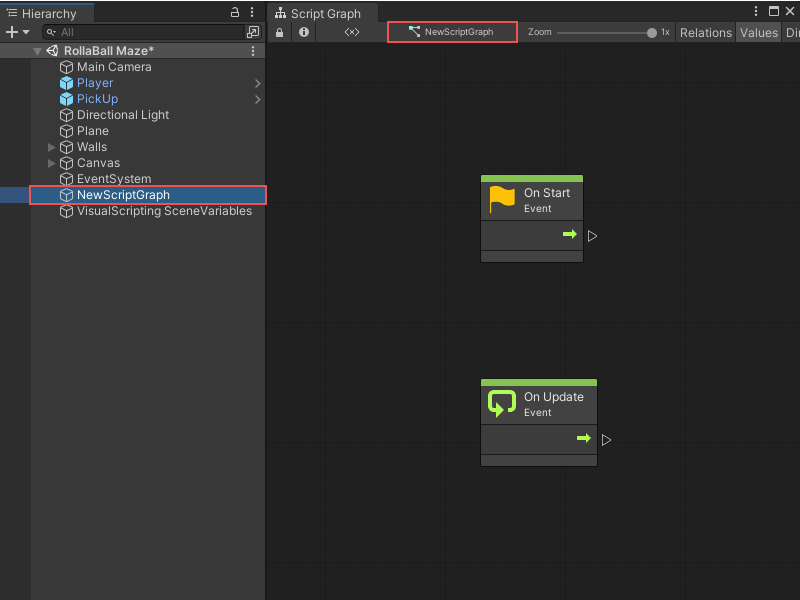 Hierarchy
All
RollaBall Maze*
Main Camera
Player
PickUp
Directional Light
Plane
Walls
Canvas
EventSystem
NewScriptGraph
VisualScripting SceneVariables
Script Graph
<×> NewScriptGraph Zoom 1x Relations Values Di
On Start
Event
On Update
Event